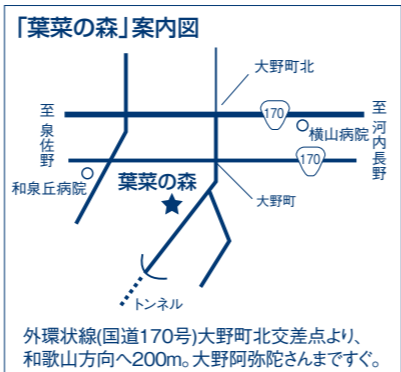 「葉菜の森」案内図
大野町北
170
至 泉佐野
至 河内長野
横山病院
170
和泉丘病院
葉菜の森
大野町
トンネル
外環状線(国道170号)大野町北交差点より、
和歌山方向へ200m。大野阿弥陀さんまですぐ。